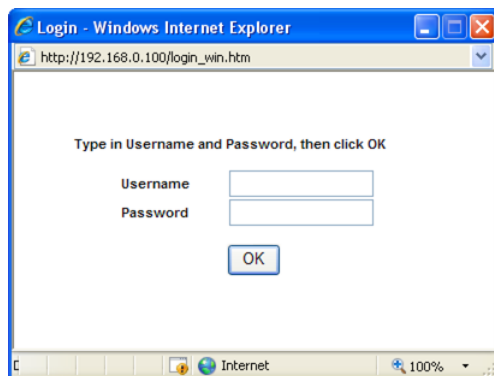 Login - Windows Internet Explorer
http://192.168.0.100/login_win.htm
Type in Username and Password, then click OK
Username
Password
OK
Internet
100%